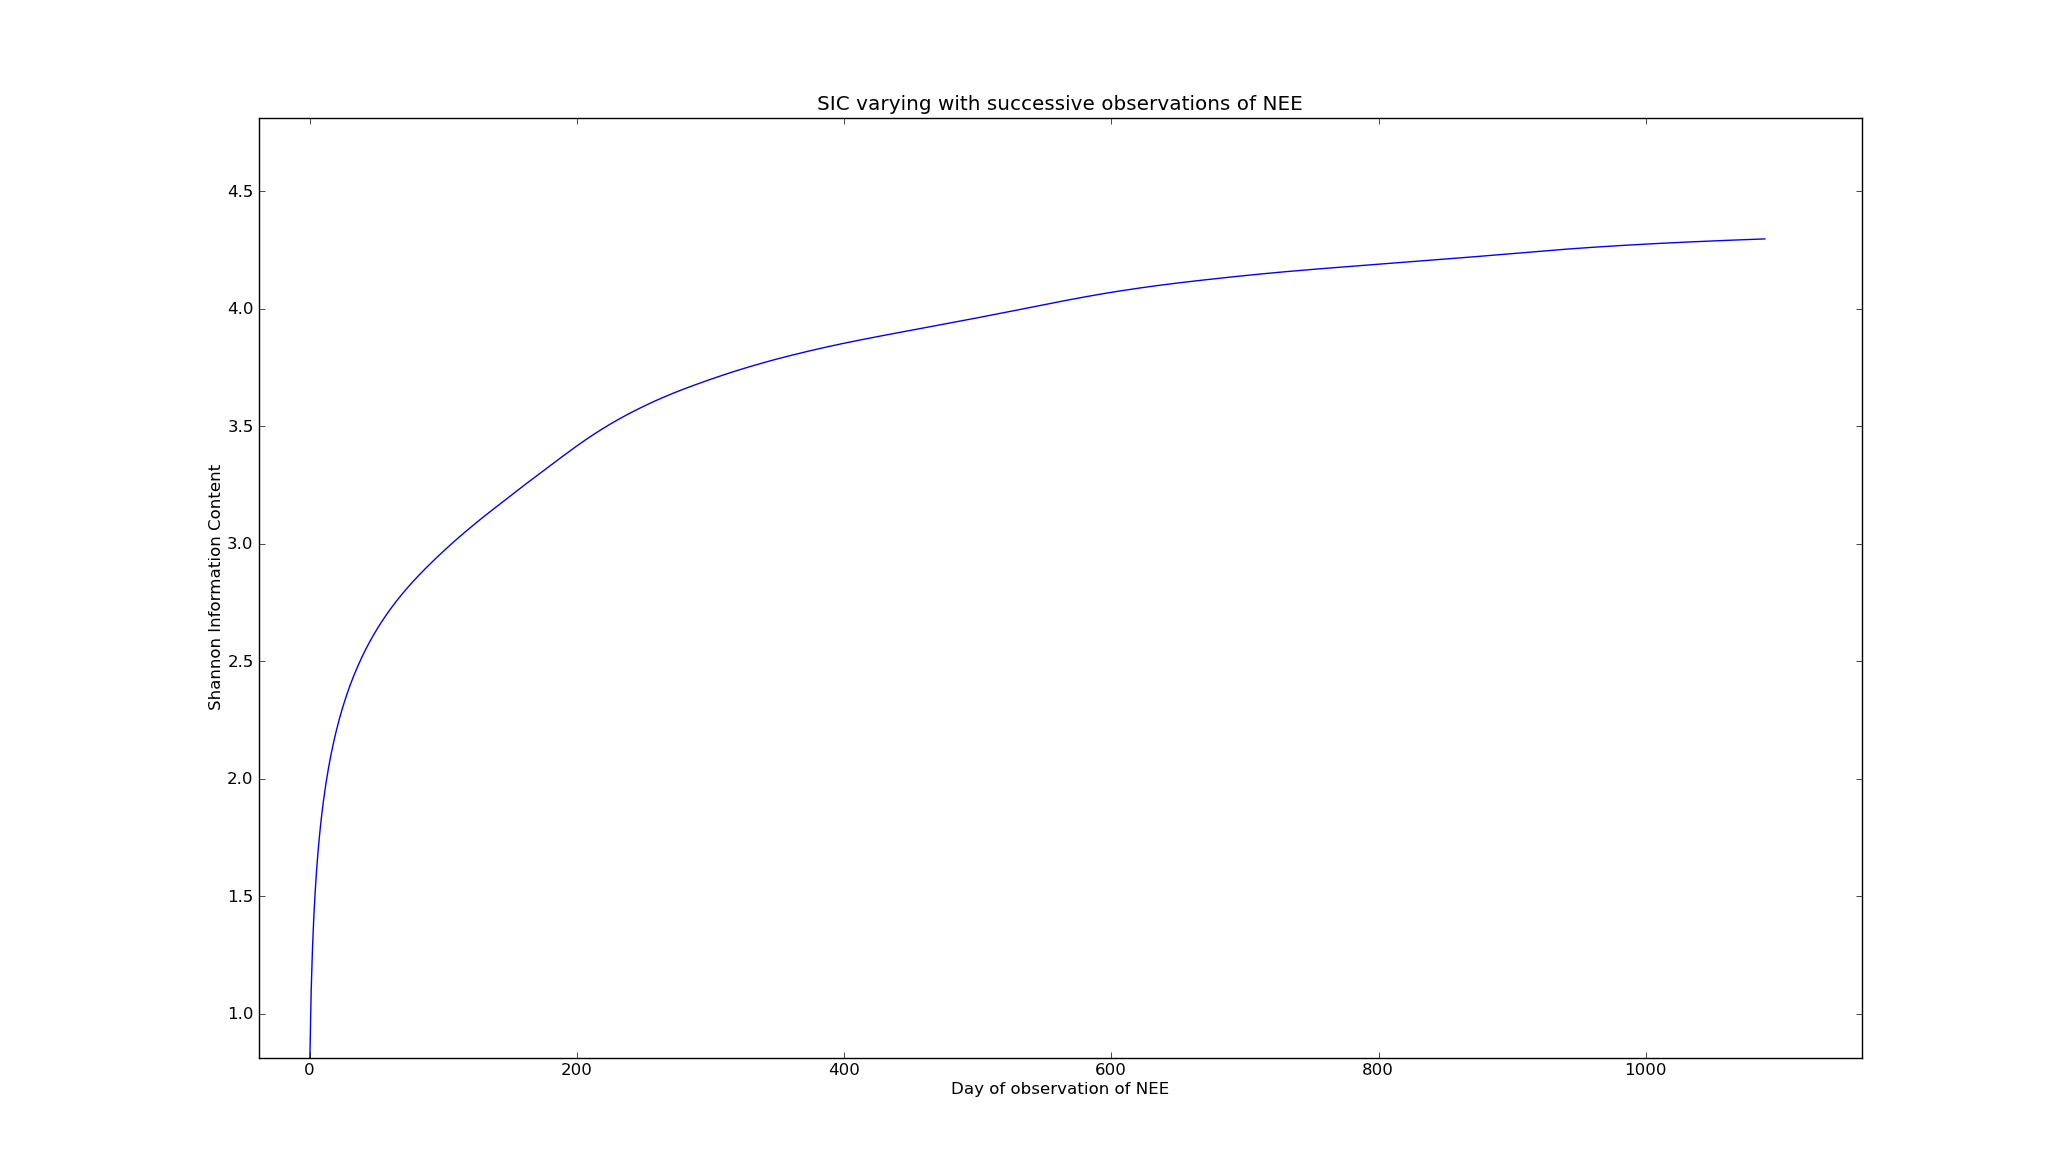 SIC varying with successive observations of NEE
4.5
4.0
3.5
3.0
2.5
2.0
1.5
1.0
Shannon Information Content
0 200 400 600 800 1000
Day of observation of NEE